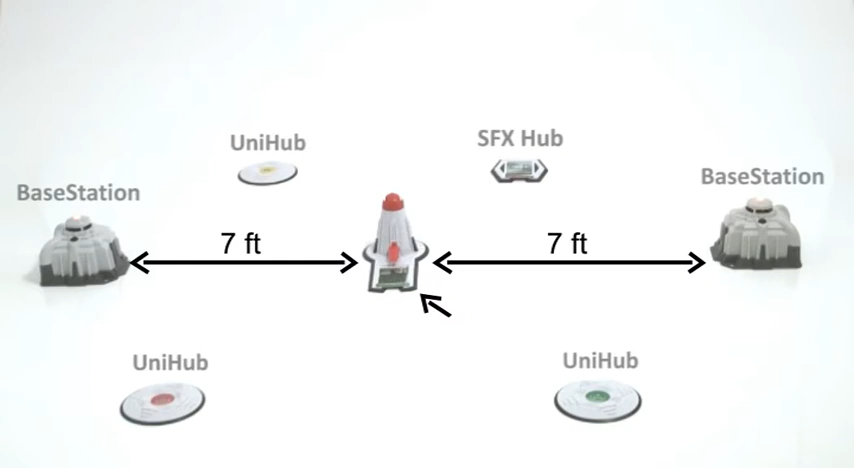 UniHub
SFX Hub
BaseStation
BaseStation
7 ft
7 ft
UniHub
UniHub